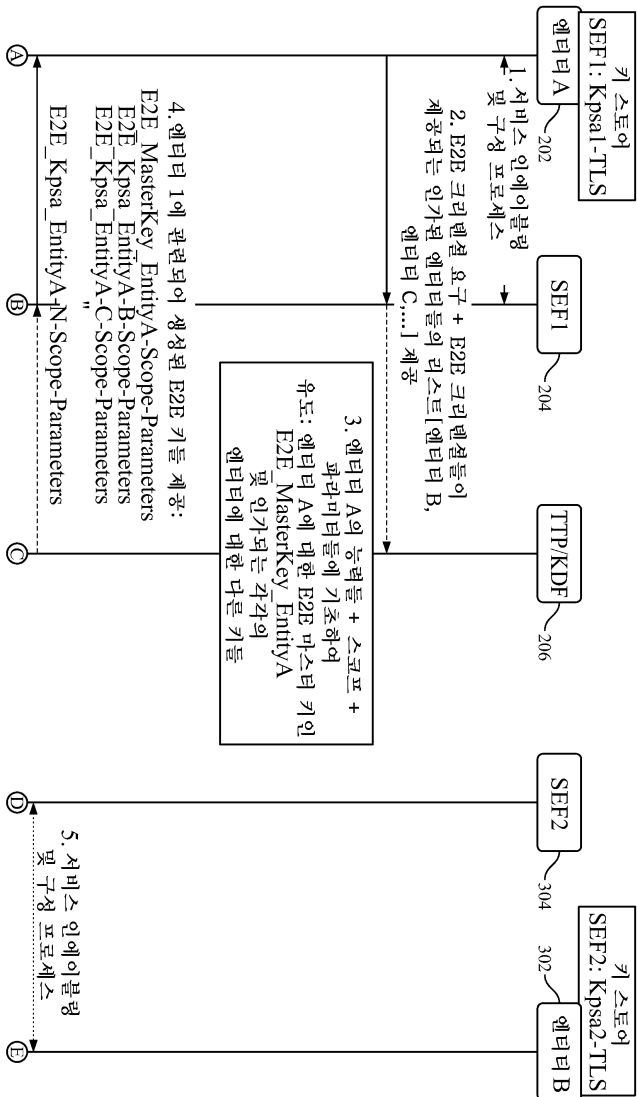 키 스토어
SEF1: Kpsa1-TLS
엔터티 A
202
SEF1
204
TTP/KDF
206
SEF2
304
키 스토어
SEF2: Kpsa2-TLS
302
엔터티 B
1. 서비스 인에이블링
및 구성 프로세스
2. E2E 크리덴셜 요구 + E2E 크리덴셜들이
제공되는 인가된 엔터티들의 리스트[엔터티 B,
엔터티 C,...] 제공
3. 엔터티 A의 능력들 + 스코프 +
파라미터들에 기초하여
유도: 엔터티 A에 대한 E2E 마스터 키인
E2E_MasterKey_EntityA
및 인가되는 각각의
엔터티에 대한 다른 키들
4. 엔터티 1에 관련되어 생성된 E2E 키들 제공:
E2E_MasterKey_EntityA-Scope-Parameters
E2E_Kpsa_EntityA-B-Scope-Parameters
E2E_Kpsa_EntityA-C-Scope-Parameters
"
E2E_Kpsa_EntityA-N-Scope-Parameters
5. 서비스 인에이블링
및 구성 프로세스
A
B
C
D
E